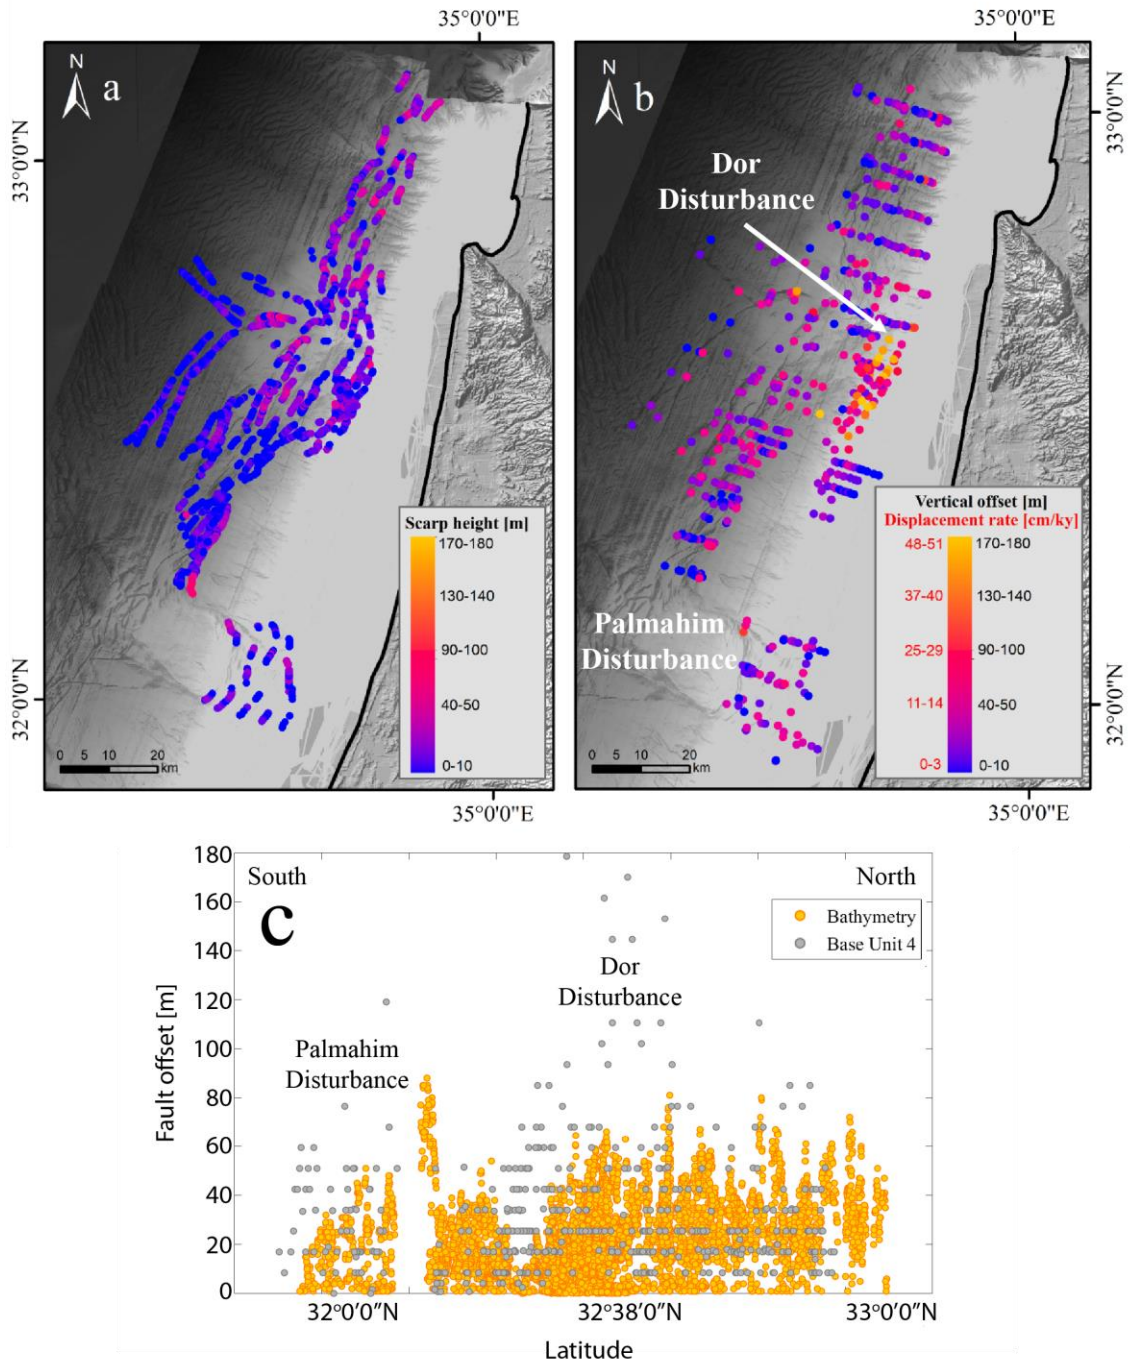 35°0'0"E
35°0'0"E
N
a
33°0'0"N
32°0'0"N
Scarp height [m]
170-180
130-140
90-100
40-50
0-10
0 5 10 20
km
35°0'0"E
N
b
Dor
Disturbance
33°0'0"N
32°0'0"N
Palmahim
Disturbance
Vertical offset [m]
Displacement rate [cm/ky]
48-51 170-180
37-40 130-140
25-29 90-100
11-14 40-50
0-3 0-10
0 5 10 20
km
35°0'0"E
South
North
c
Bathymetry
Base Unit 4
Dor
Disturbance
Palmahim
Disturbance
Fault offset [m]
180
160
140
120
100
80
60
40
20
0
32°0'0"N
32°38'0'N
33°0'0"N
Latitude